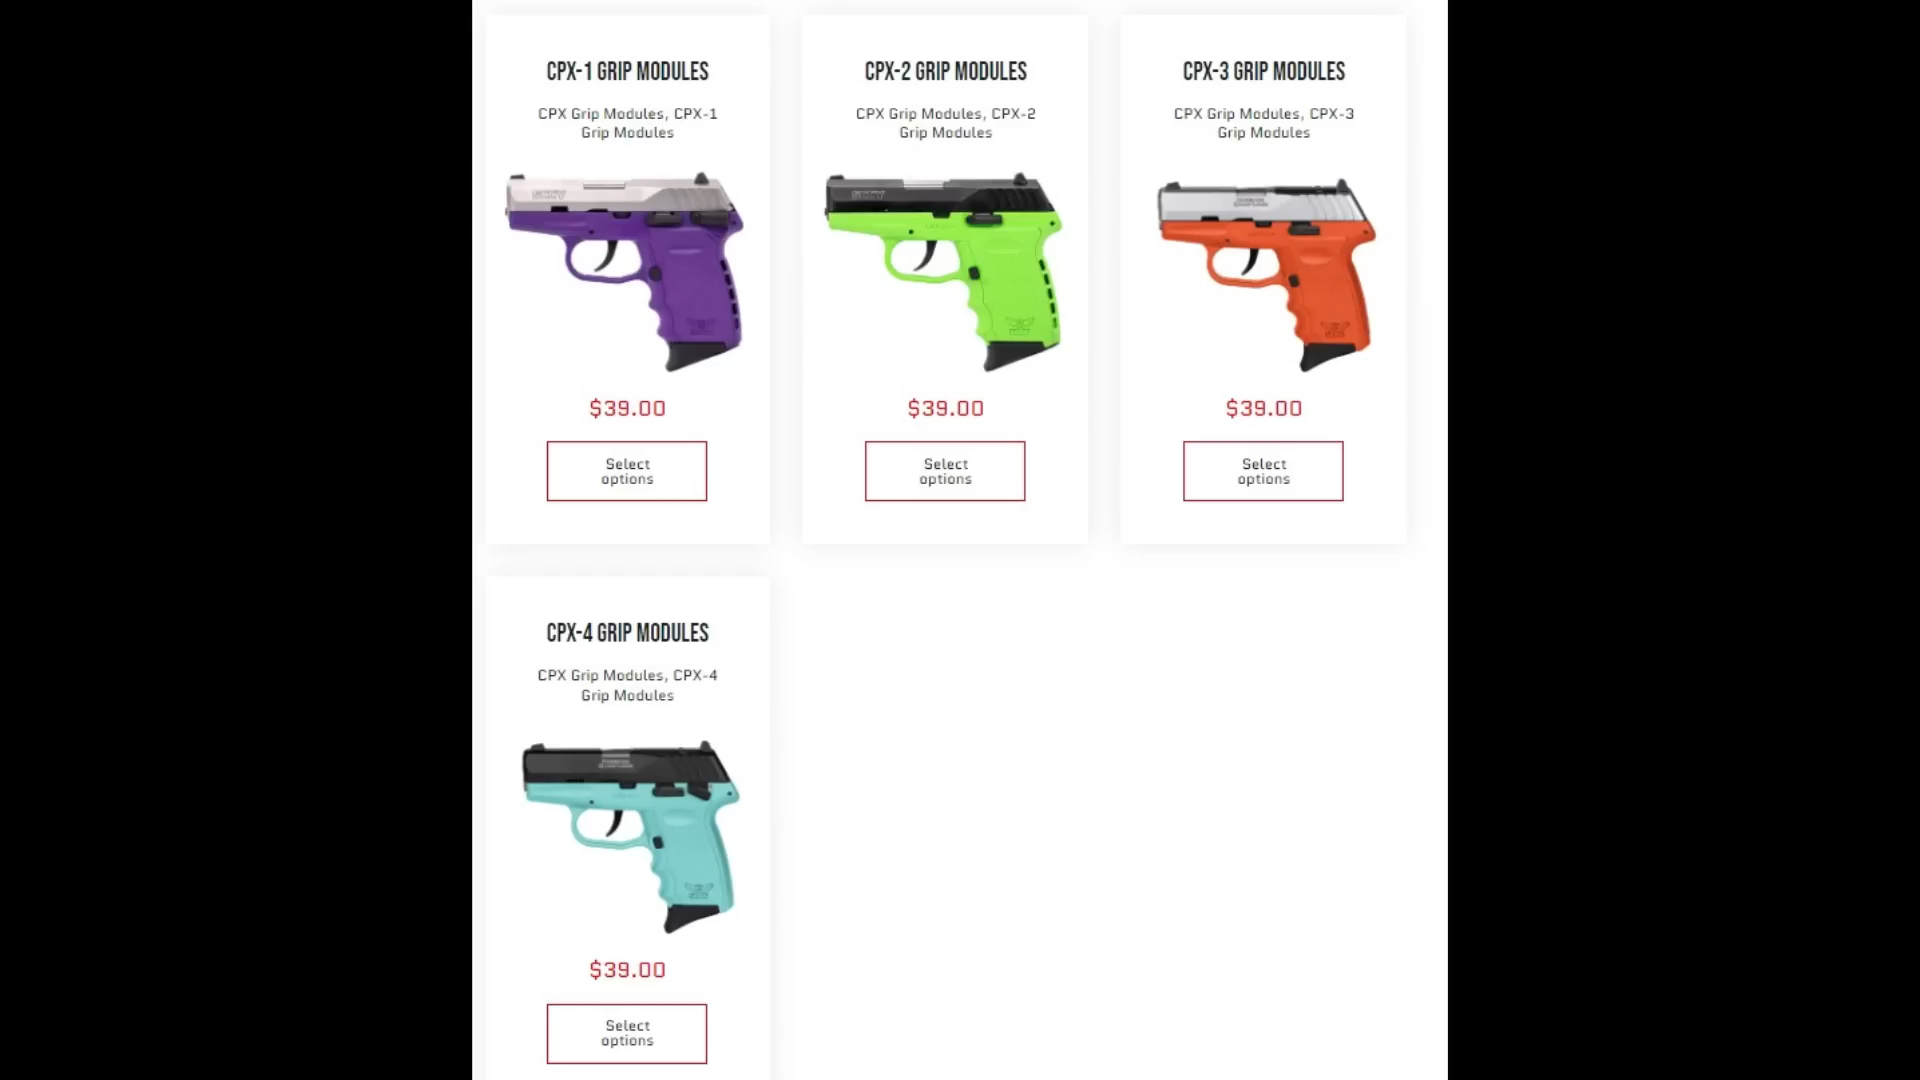 CPX-1 GRIP MODULES
CPX Grip Modules, CPX-1
Grip Modules
SCCY
$39.00
Select
options
CPX-2 GRIP MODULES
CPX Grip Modules, CPX-2
Grip Modules
SCCY
$39.00
Select
options
CPX-3 GRIP MODULES
CPX Grip Modules, CPX-3
Grip Modules
$39.00
Select
options
CPX-4 GRIP MODULES
CPX Grip Modules, CPX-4
Grip Modules
$39.00
Select
options